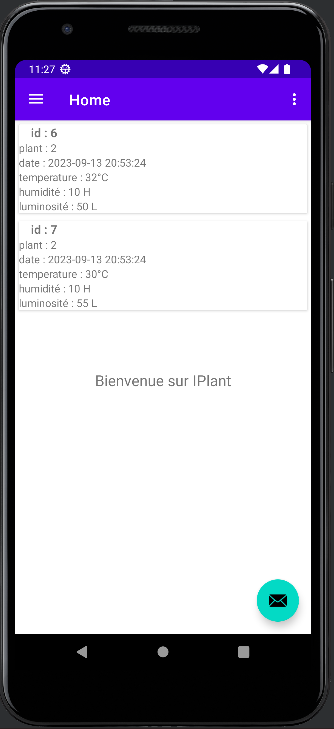 11:27
Home
id : 6
plant : 2
date : 2023-09-13 20:53:24
temperature : 32°C
humidité : 10 H
luminosité : 50 L
id : 7
plant : 2
date : 2023-09-13 20:53:24
temperature : 30°C
humidité : 10 H
luminosité : 55 L
Bienvenue sur IPlant